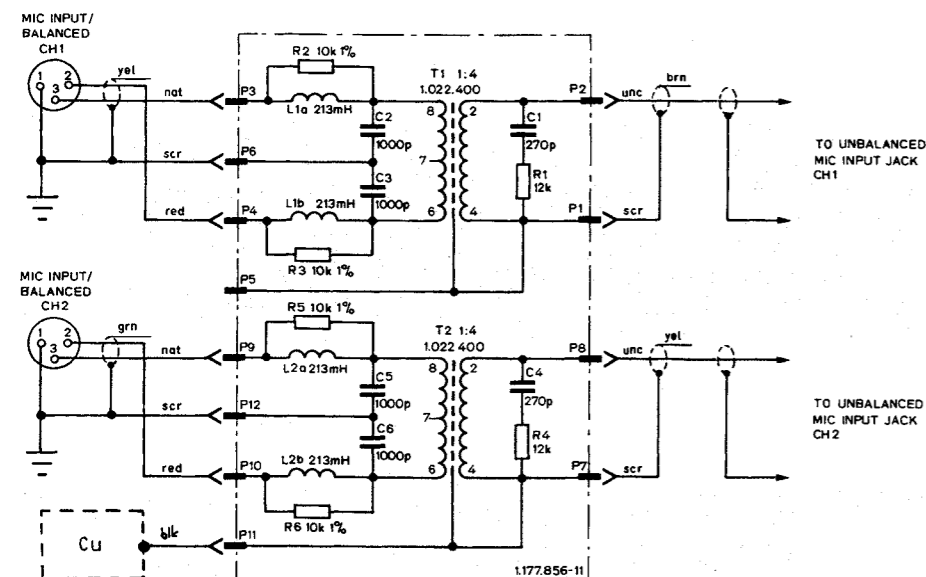 MIC INPUT/
BALANCED
CH1
1
2
3
yel
nat
scr
red
P3
P6
P4
P5
R2 10k 1%
L1a 213mH
C2
1000p
C3
1000p
L1b 213mH
R3 10k 1%
T1 1:4
1.022.400
8
7
6
2
4
C1
270p
R1
12k
P2
P1
unc
scr
brn
TO UNBALANCED
MIC INPUT JACK
CH1
MIC INPUT/
BALANCED
CH2
1
2
3
grn
nat
scr
red
P9
P12
P10
R5 10k 1%
L2a 213mH
C5
1000p
C6
1000p
L2b 213mH
R6 10k 1%
T2 1:4
1.022.400
8
7
6
2
4
C4
270p
R4
12k
P8
P7
unc
scr
yel
TO UNBALANCED
MIC INPUT JACK
CH2
Cu
blk
P11
1.177.856-11